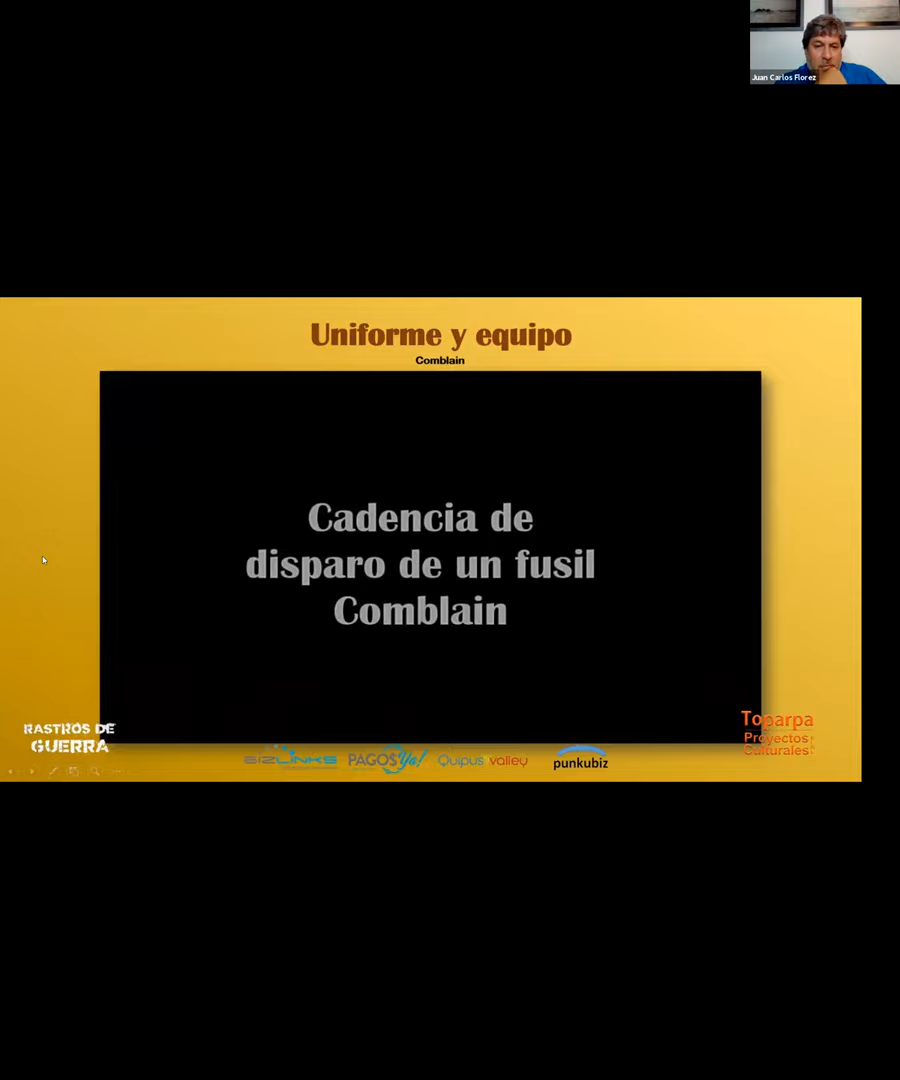 Juan Carlos Florez
Uniforme y equipo
Comblain
Cadencia de
disparo de un fusil
Comblain
RASTROS DE
GUERRA
Toparpa
Proyectos
Culturales
BIZLINKS PAGOS Ya! Quipus valley punkubiz